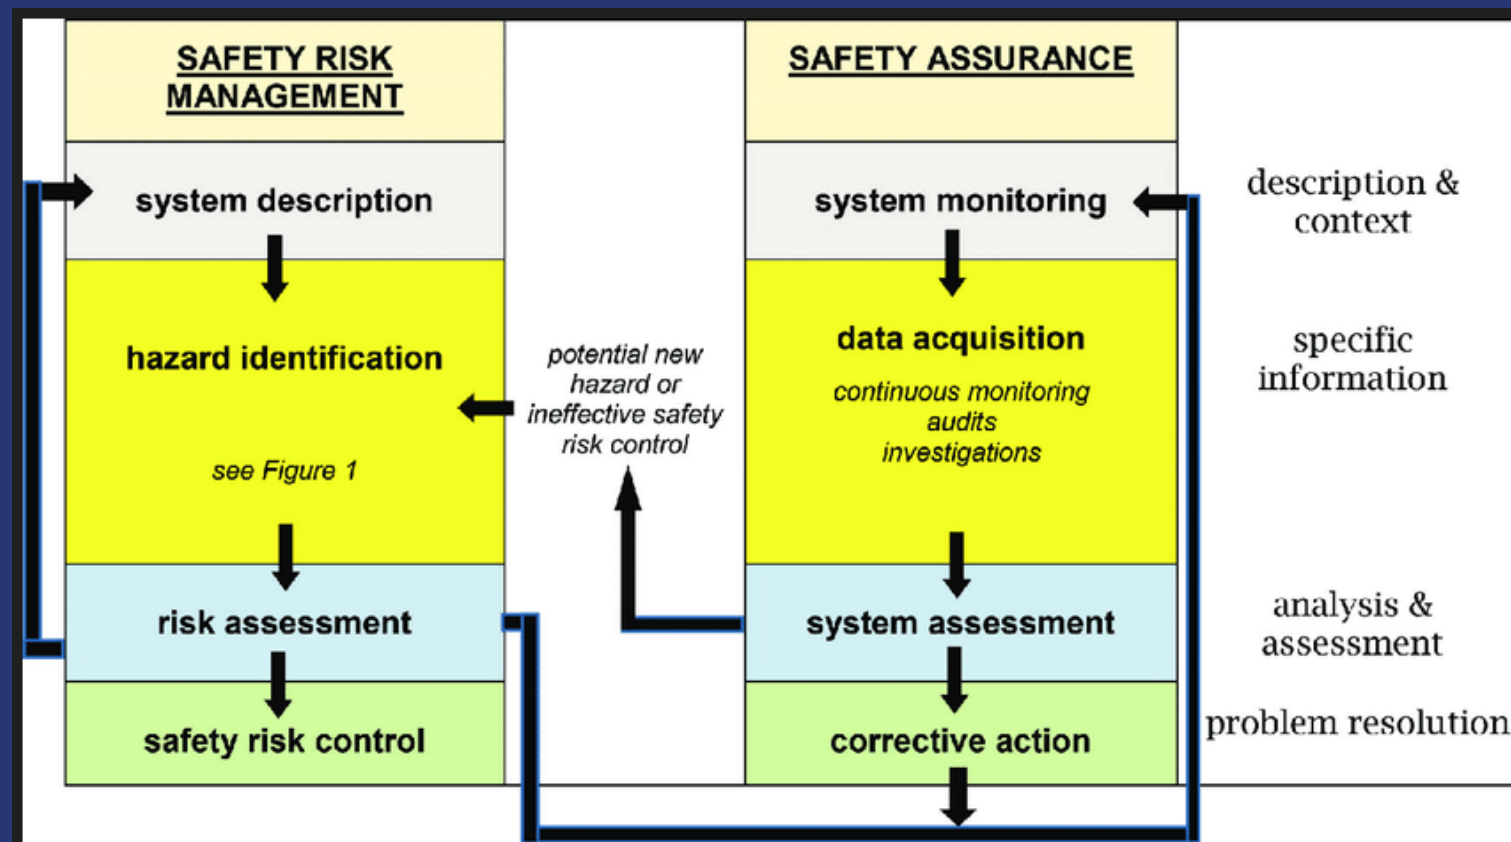 SAFETY RISK
MANAGEMENT
system description
hazard identification
see Figure 1
risk assessment
safety risk control
potential new
hazard or
ineffective safety
risk control
SAFETY ASSURANCE
system monitoring
data acquisition
continuous monitoring
audits
investigations
system assessment
corrective action
description &
context
specific
information
analysis &
assessment
problem resolution